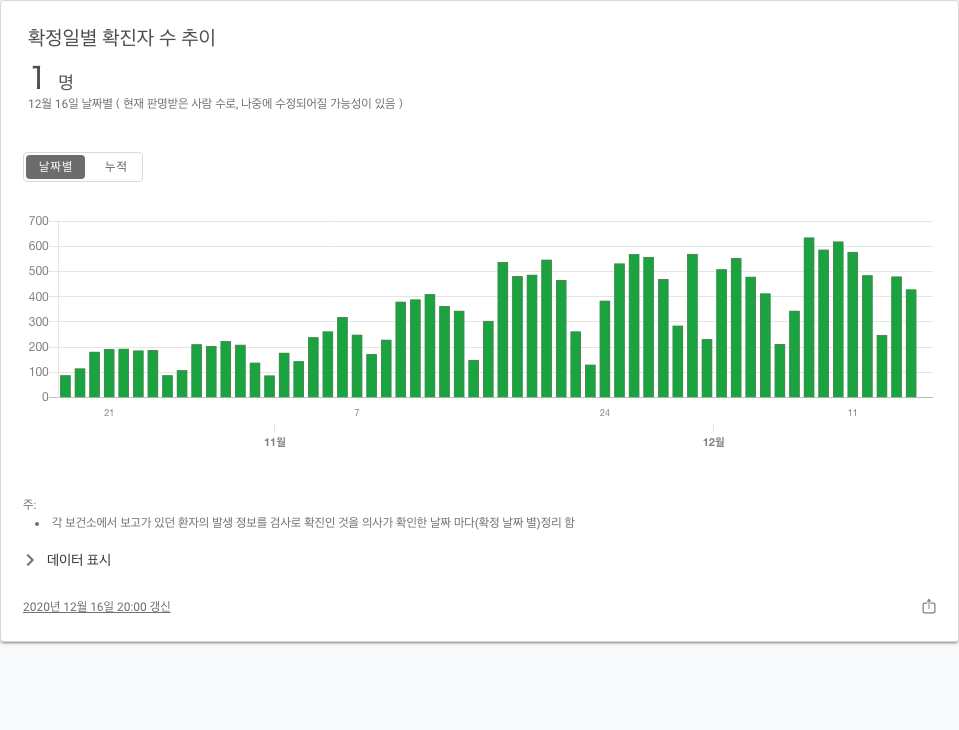 확정일별 확진자 수 추이
1 명
12월 16일 날짜별 ( 현재 판명받은 사람 수로, 나중에 수정되어질 가능성이 있음 )
날짜별 누적
700
600
500
400
300
200
100
0
21 7 24 11
11월 12월
주:
• 각 보건소에서 보고가 있던 환자의 발생 정보를 검사로 확진인 것을 의사가 확인한 날짜 마다(확정 날짜 별)정리 함
데이터 표시
2020년 12월 16일 20:00 갱신